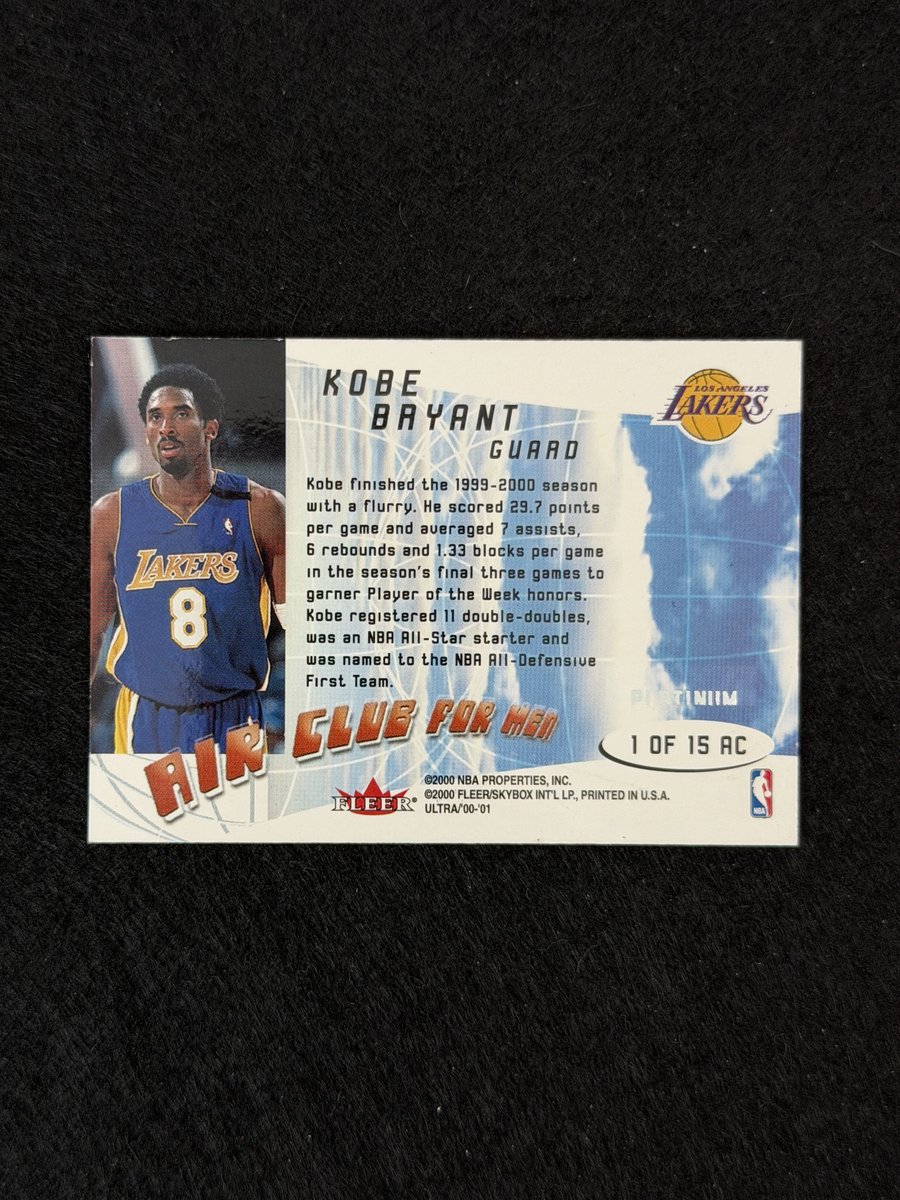 KOBE
BRYANT
GUARD
LOS ANGELES
LAKERS
Kobe finished the 1999-2000 season
with a flurry. He scored 29.7 points
per game and averaged 7 assists,
6 rebounds and 1.33 blocks per game
in the season's final three games to
garner Player of the Week honors.
Kobe registered 11 double-doubles,
was an NBA All-Star starter and
was named to the NBA All-Defensive
First Team.
LAKERS
8
PLATINUM
1 OF 15 AC
AIR CLUB FOR MEN
FLEER®
©2000 NBA PROPERTIES, INC.
©2000 FLEER/SKYBOX INT'L LP., PRINTED IN U.S.A.
ULTRA/'00-'01
NBA